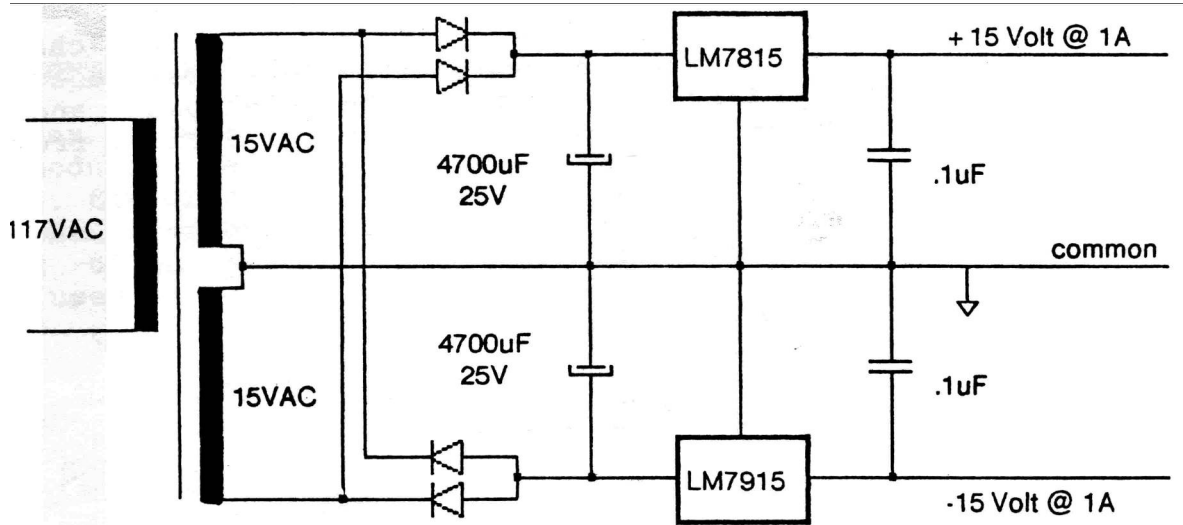 + 15 Volt @ 1A
LM7815
15VAC
4700uF
25V
.1uF
117VAC
common
4700uF
25V
.1uF
15VAC
LM7915
-15 Volt @ 1A